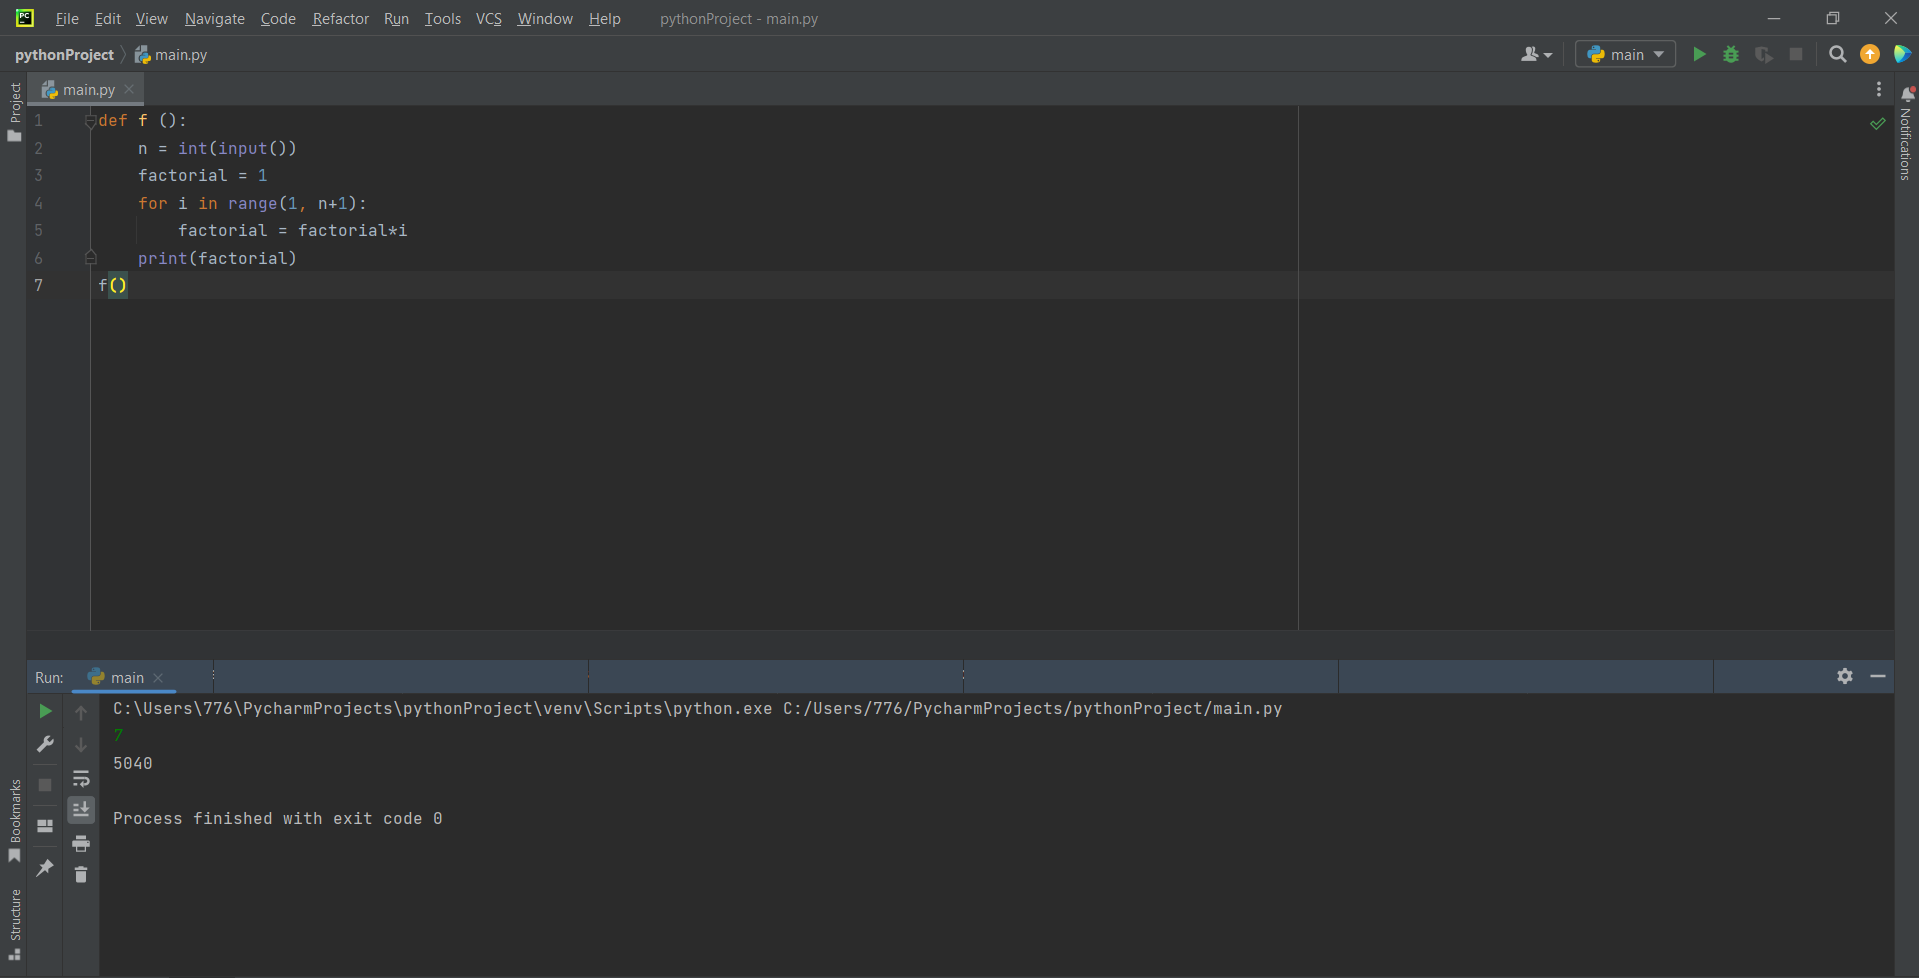 PC File Edit View Navigate Code Refactor Run Tools VCS Window Help pythonProject - main.py
pythonProject main.py main
Project
main.py
Notifications
1 def f ():
2     n = int(input())
3     factorial = 1
4     for i in range(1, n+1):
5         factorial = factorial*i
6     print(factorial)
7 f()
Run: main
C:\Users\776\PycharmProjects\pythonProject\venv\Scripts\python.exe C:/Users/776/PycharmProjects/pythonProject/main.py
7
5040
Process finished with exit code 0
Bookmarks
Structure